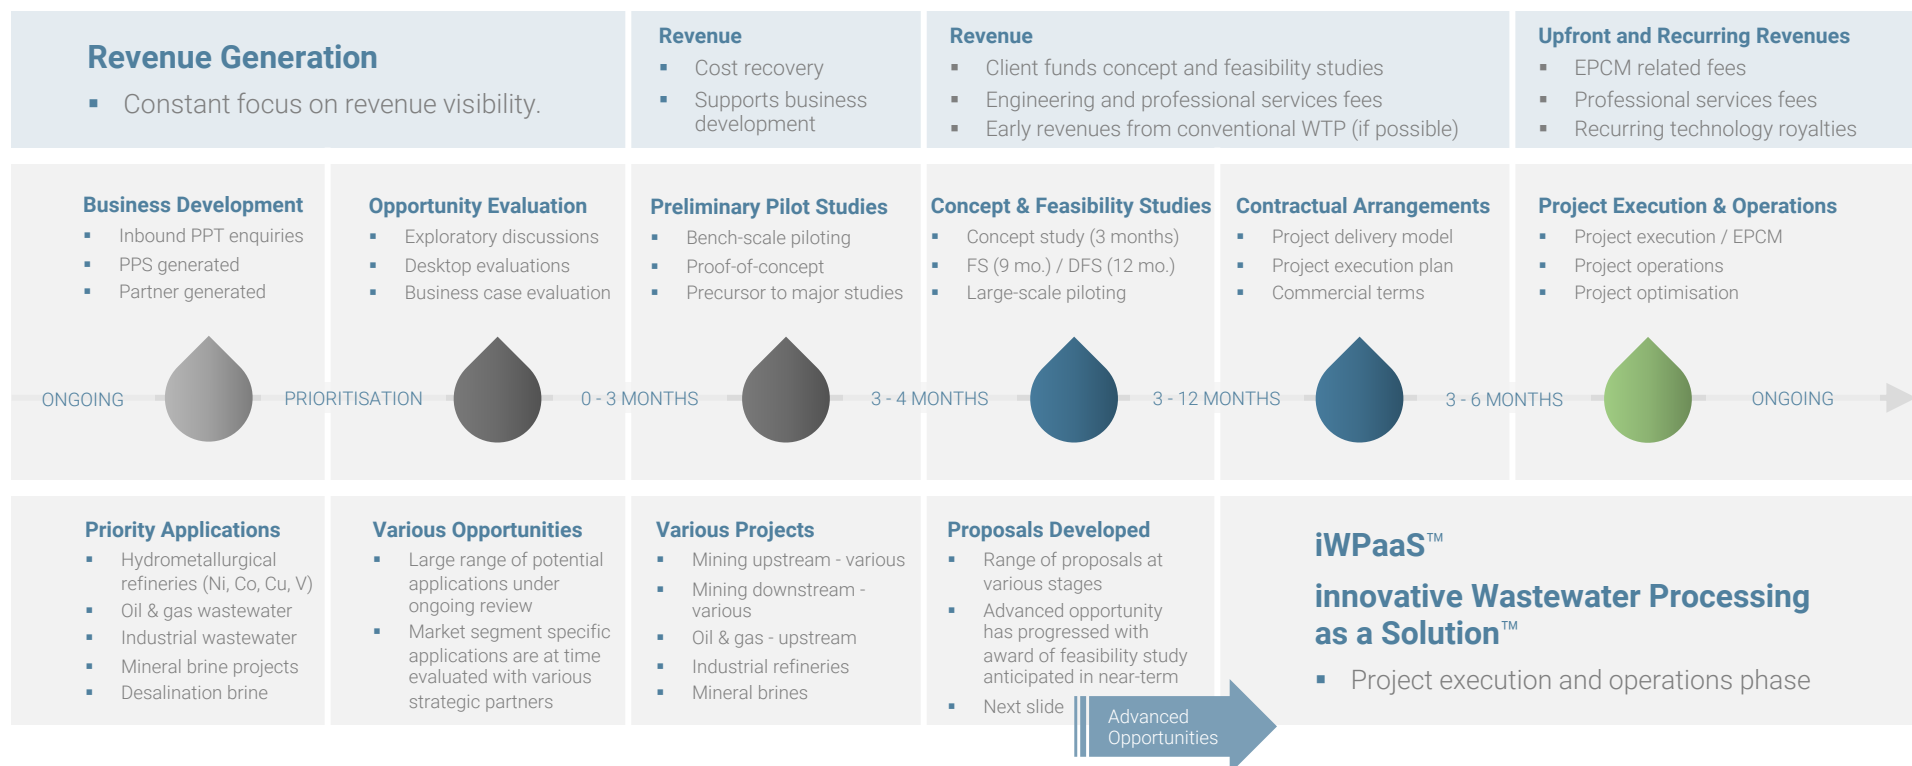 Revenue Generation
Constant focus on revenue visibility.
Revenue
Cost recovery
Supports business
development
Revenue
Client funds concept and feasibility studies
Engineering and professional services fees
Early revenues from conventional WTP (if possible)
Upfront and Recurring Revenues
EPCM related fees
Professional services fees
Recurring technology royalties
Business Development
Inbound PPT enquiries
PPS generated
Partner generated
Opportunity Evaluation
Exploratory discussions
Desktop evaluations
Business case evaluation
Preliminary Pilot Studies
Bench-scale piloting
Proof-of-concept
Precursor to major studies
Concept & Feasibility Studies
Concept study (3 months)
FS (9 mo.) / DFS (12 mo.)
Large-scale piloting
Contractual Arrangements
Project delivery model
Project execution plan
Commercial terms
Project Execution & Operations
Project execution / EPCM
Project operations
Project optimisation
ONGOING
PRIORITISATION
0 - 3 MONTHS
3 - 4 MONTHS
3 - 12 MONTHS
3 - 6 MONTHS
ONGOING
Priority Applications
Hydrometallurgical
refineries (Ni, Co, Cu, V)
Oil & gas wastewater
Industrial wastewater
Mineral brine projects
Desalination brine
Various Opportunities
Large range of potential
applications under
ongoing review
Market segment specific
applications are at time
evaluated with various
strategic partners
Various Projects
Mining upstream - various
Mining downstream -
various
Oil & gas - upstream
Industrial refineries
Mineral brines
Proposals Developed
Range of proposals at
various stages
Advanced opportunity
has progressed with
award of feasibility study
anticipated in near-term
Next slide
Advanced
Opportunities
iWPaaS™
innovative Wastewater Processing
as a Solution™
Project execution and operations phase